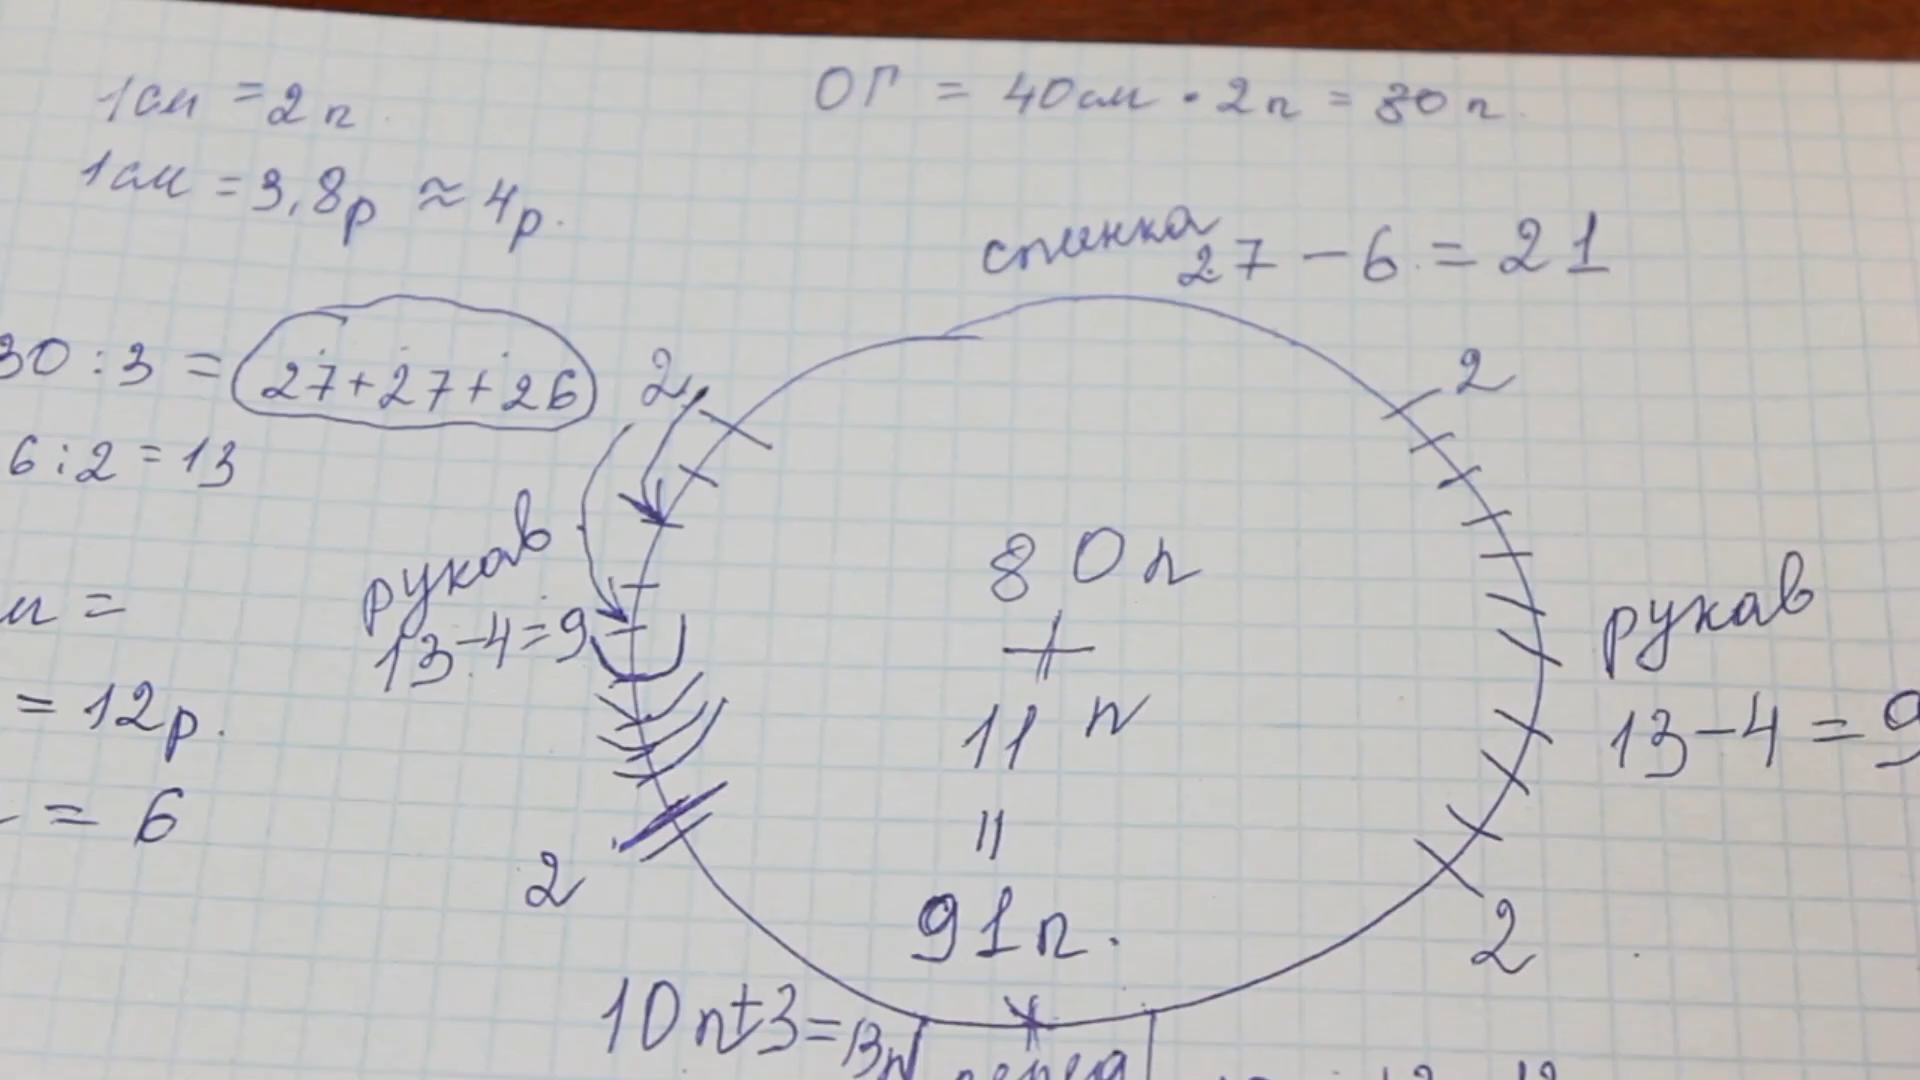 1см = 2п.
ОГ = 40см · 2п = 80п.
1см = 3,8р ≈ 4р.
спинка
27 - 6 = 21
80 : 3 = 27+27+26
2
2
6 : 2 = 13
рукав
13-4=9
80п
+
11п
=
91п.
рукав
13-4=9
м =
= 12р.
= 6
2
2
10п+3=13п
перед